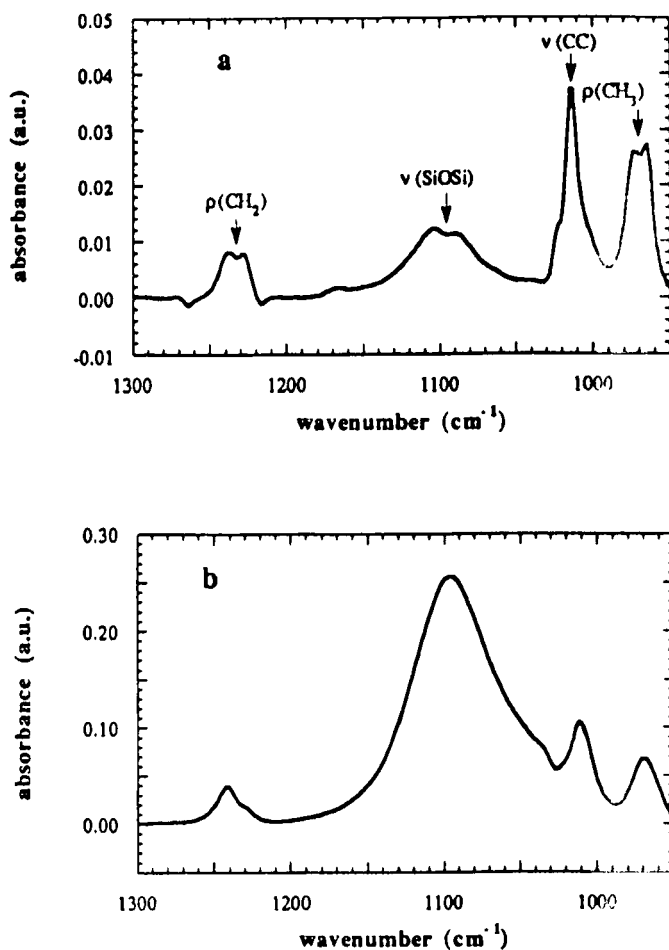 0.05
a
ν (CC)
0.04
ρ(CH3)
0.03
absorbance (a.u.)
0.02
ν (SiOSi)
ρ(CH2)
0.01
0.00
-0.01
1300 1200 1100 1000
wavenumber (cm-1)
0.30
b
0.20
absorbance (a.u.)
0.10
0.00
1300 1200 1100 1000
wavenumber (cm-1)